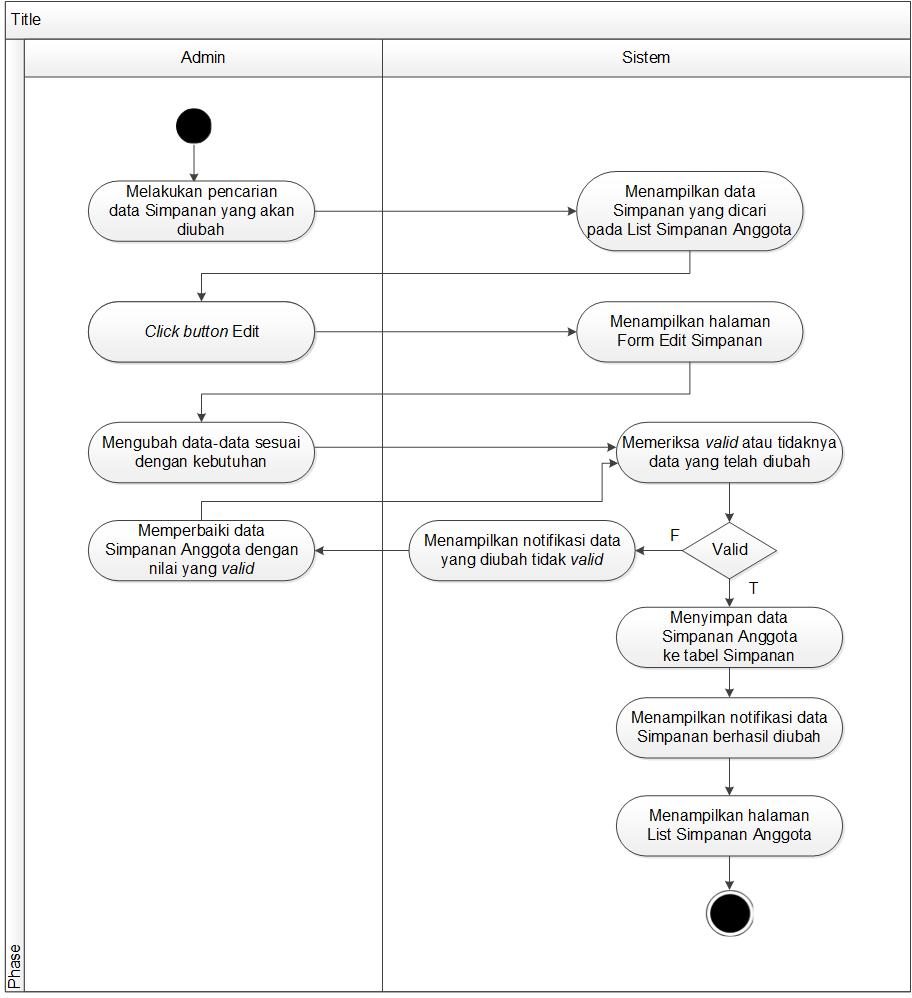 Title
Admin
Sistem
Melakukan pencarian
data Simpanan yang akan
diubah
Menampilkan data
Simpanan yang dicari
pada List Simpanan Anggota
Click button Edit
Menampilkan halaman
Form Edit Simpanan
Mengubah data-data sesuai
dengan kebutuhan
Memeriksa valid atau tidaknya
data yang telah diubah
Memperbaiki data
Simpanan Anggota dengan
nilai yang valid
Menampilkan notifikasi data
yang diubah tidak valid
F
Valid
T
Menyimpan data
Simpanan Anggota
ke tabel Simpanan
Menampilkan notifikasi data
Simpanan berhasil diubah
Menampilkan halaman
List Simpanan Anggota
Phase